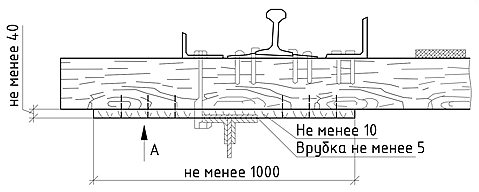 не менее 40
Не менее 10
А
Врубка не менее 5
не менее 1000